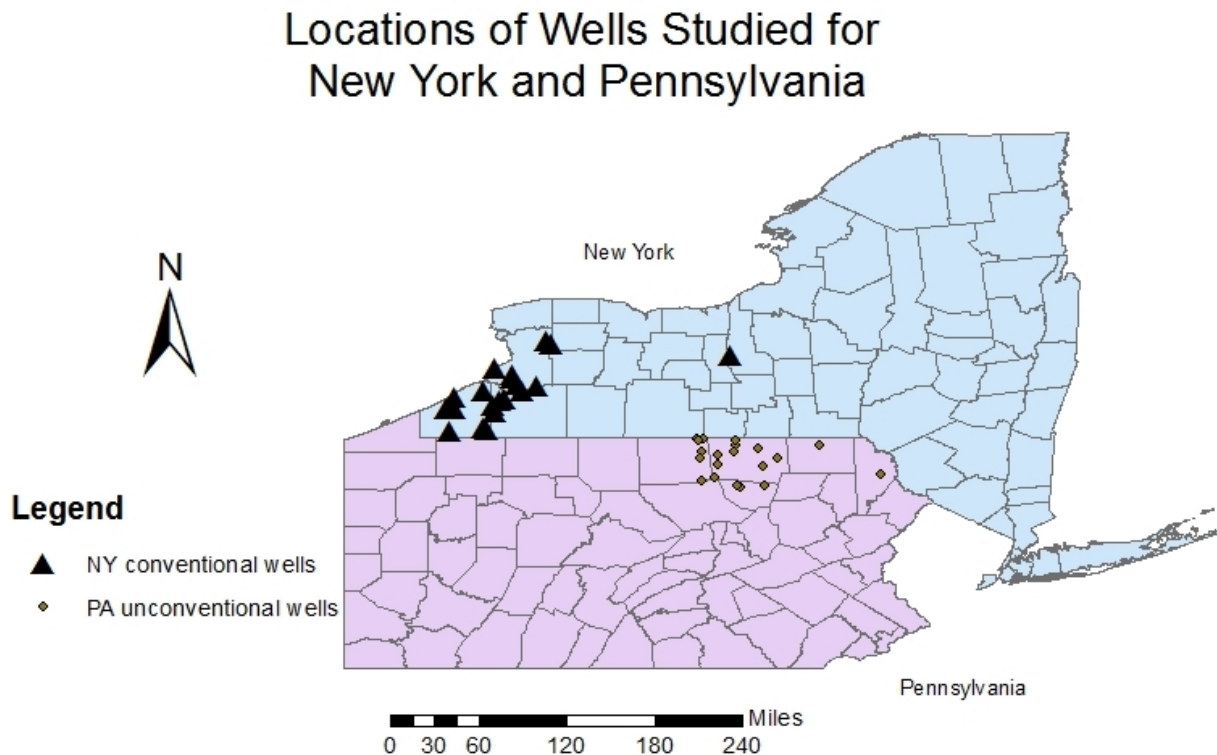 Locations of Wells Studied for
New York and Pennsylvania
New York
N
Legend
NY conventional wells
PA unconventional wells
Pennsylvania
Miles
0 30 60 120 180 240